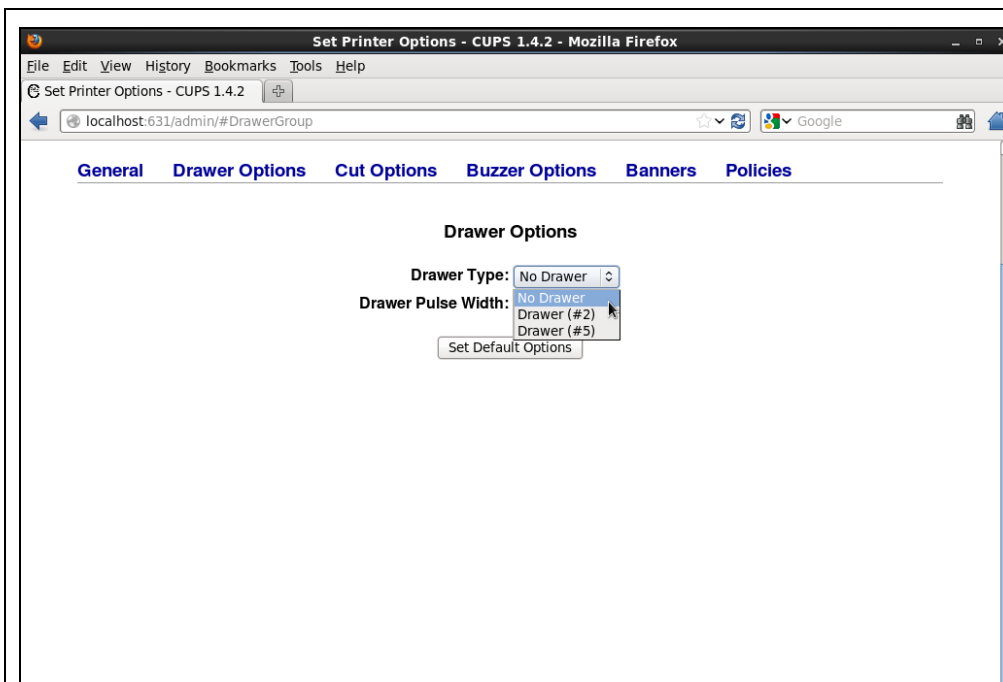 Set Printer Options - CUPS 1.4.2 - Mozilla Firefox
File Edit View History Bookmarks Tools Help
Set Printer Options - CUPS 1.4.2
localhost:631/admin/#DrawerGroup Google
General Drawer Options Cut Options Buzzer Options Banners Policies
Drawer Options
Drawer Type: No Drawer
Drawer Pulse Width: No Drawer
Drawer (#2)
Drawer (#5)
Set Default Options